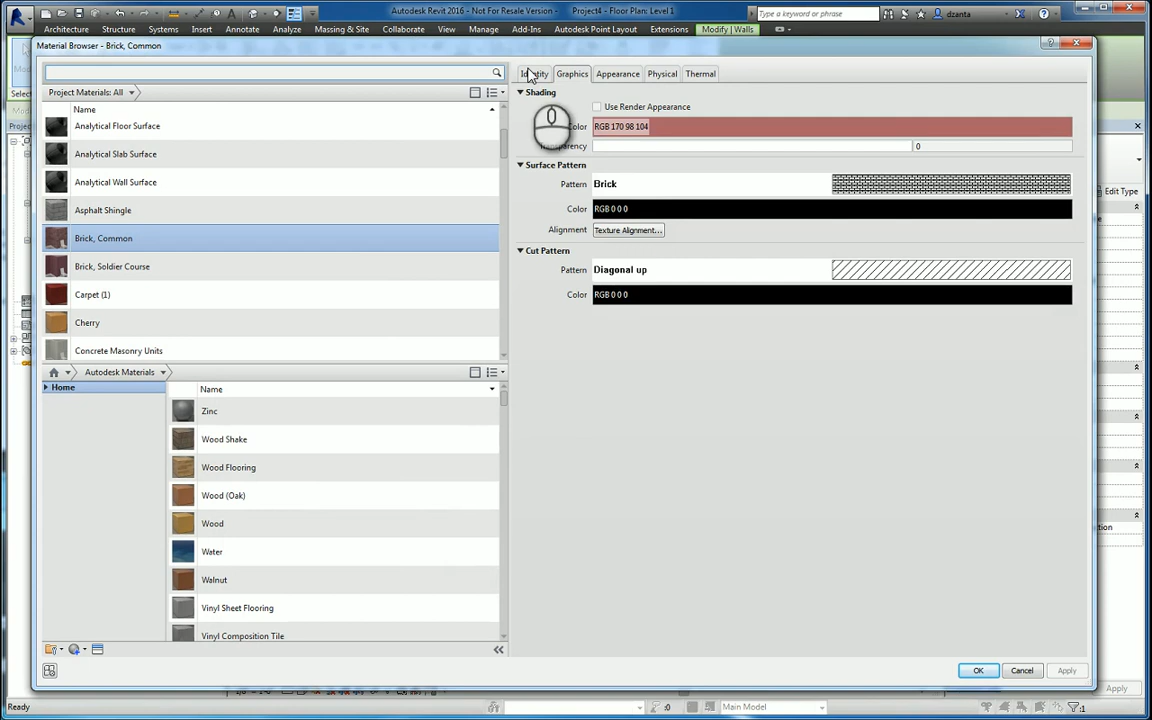 Autodesk Revit 2016 - Not For Resale Version - Project4 - Floor Plan: Level 1
Type a keyword or phrase
dzanta
Architecture Structure Systems Insert Annotate Analyze Massing & Site Collaborate View Manage Add-Ins Autodesk Point Layout Extensions Modify | Walls
Material Browser - Brick, Common
Select
Identity Graphics Appearance Physical Thermal
Project Materials: All
Name
Analytical Floor Surface
Analytical Slab Surface
Analytical Wall Surface
Asphalt Shingle
Brick, Common
Brick, Soldier Course
Carpet (1)
Cherry
Concrete Masonry Units
Shading
Use Render Appearance
Color RGB 170 98 104
Transparency 0
Surface Pattern
Pattern Brick
Color RGB 0 0 0
Alignment Texture Alignment...
Cut Pattern
Pattern Diagonal up
Color RGB 0 0 0
Edit Type
Autodesk Materials
Home
Name
Zinc
Wood Shake
Wood Flooring
Wood (Oak)
Wood
Water
Walnut
Vinyl Sheet Flooring
Vinyl Composition Tile
OK Cancel Apply
Apply
Ready
:0
Main Model
:1